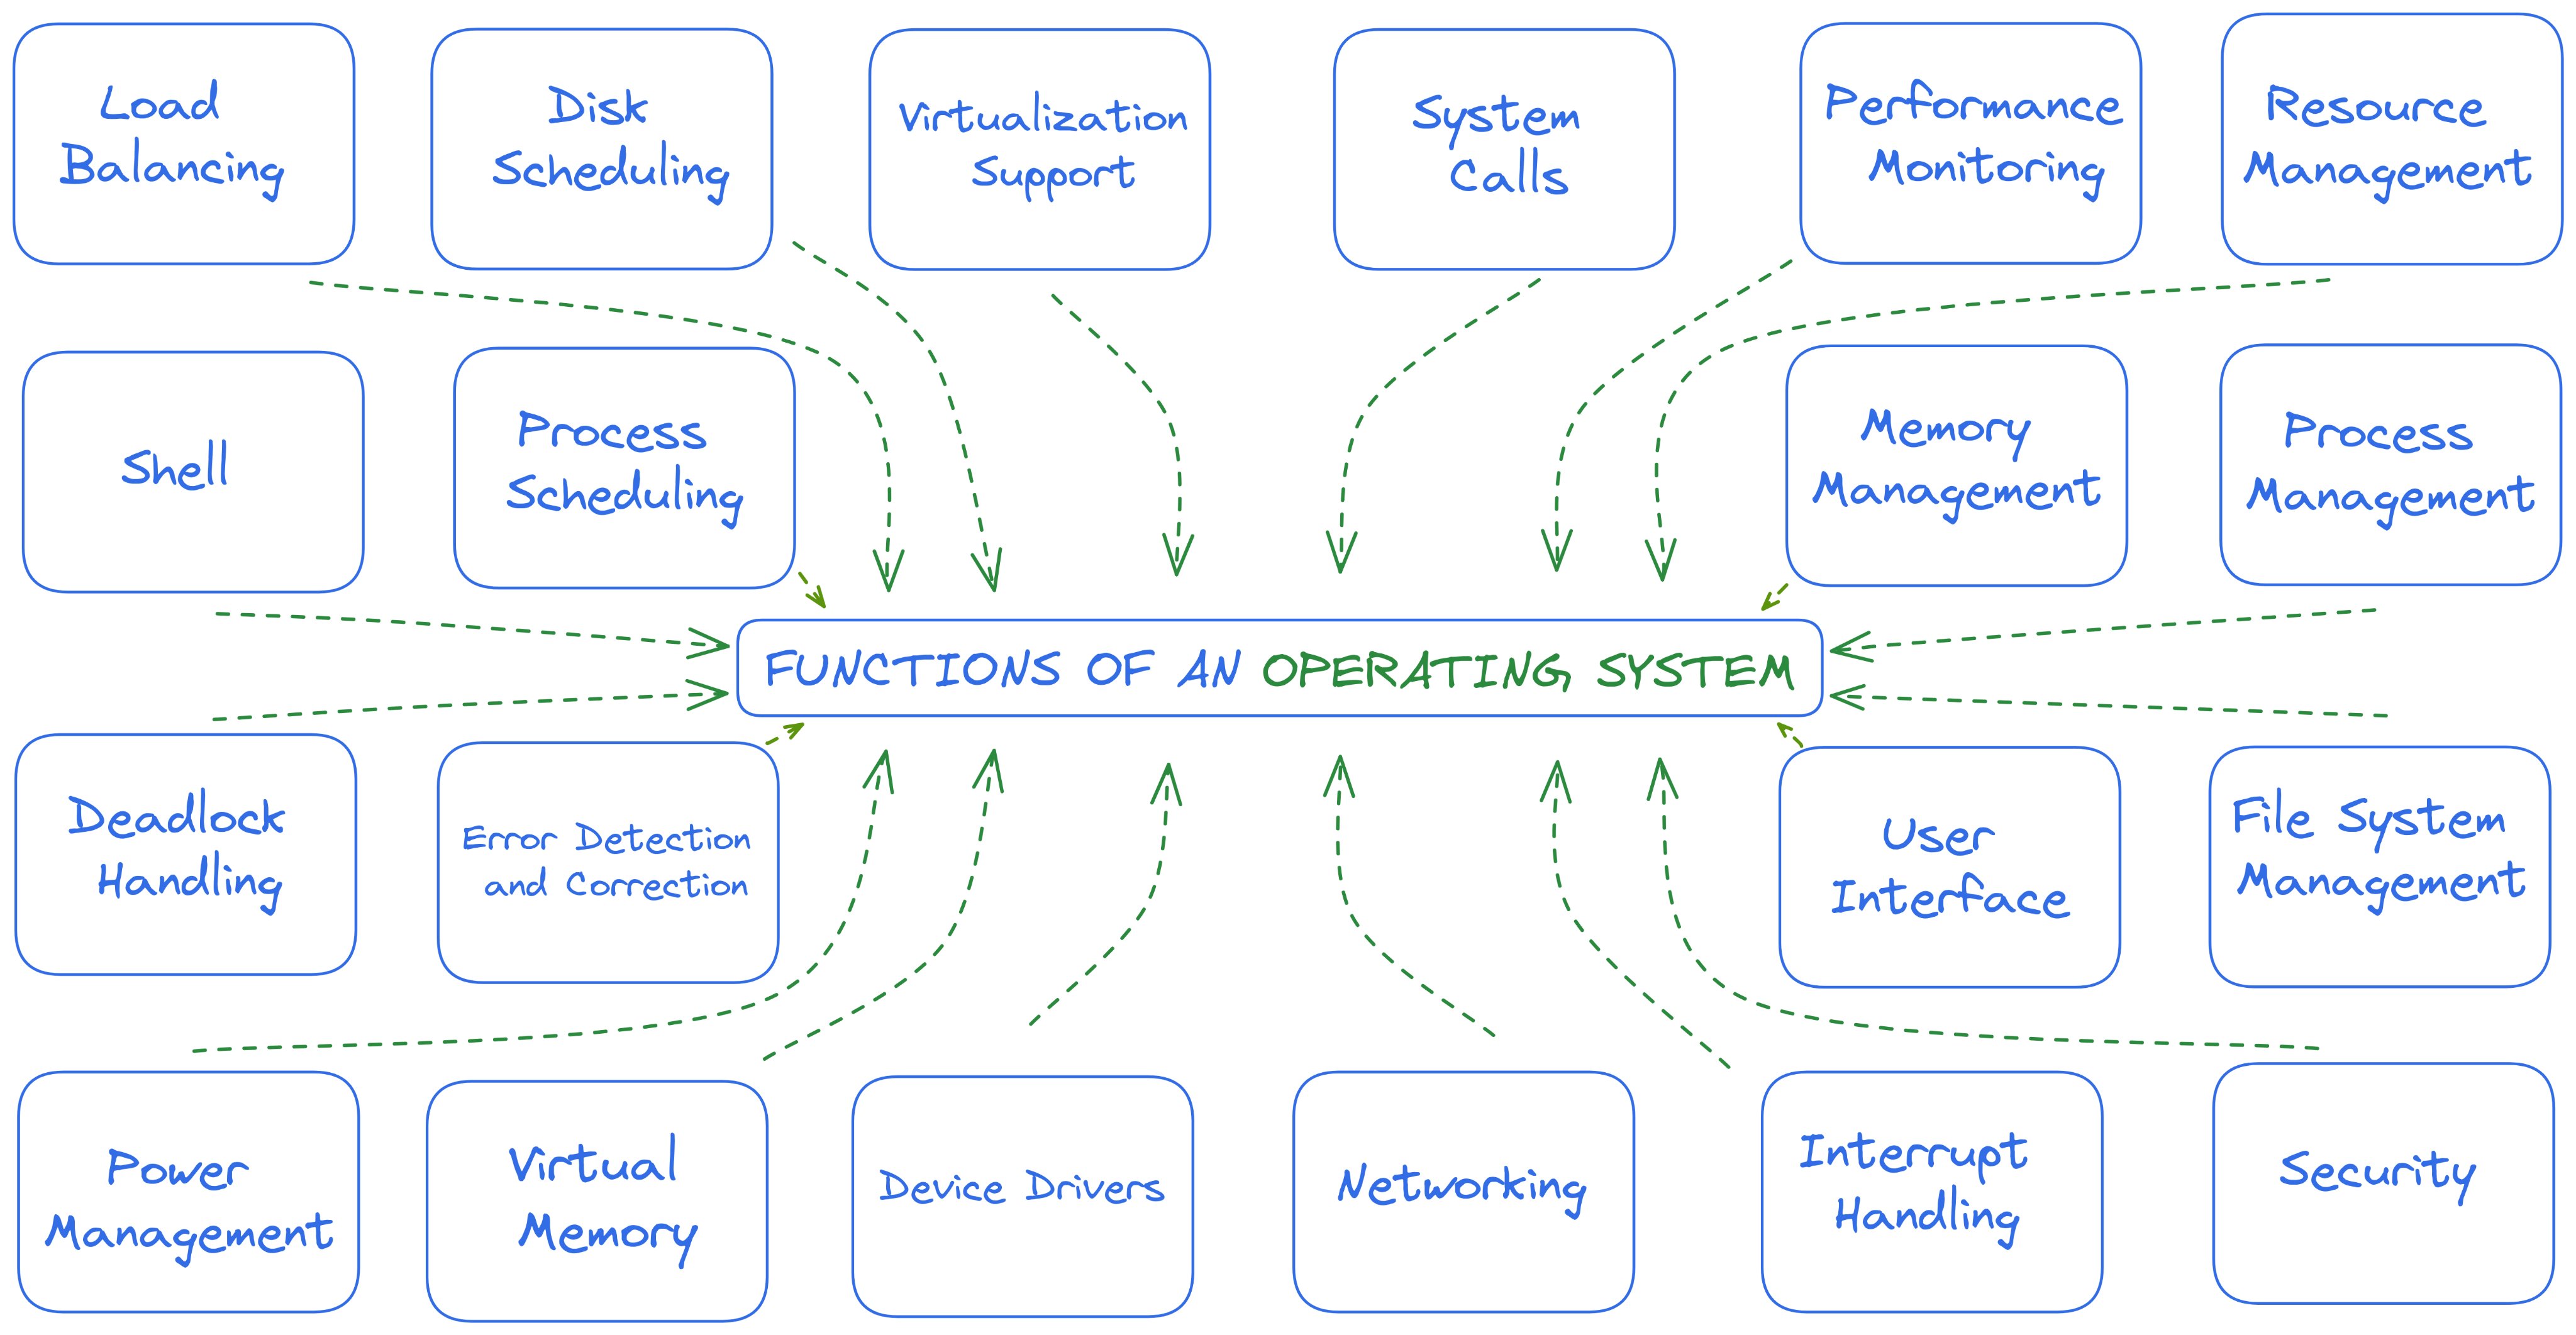 Load
Balancing
Disk
Scheduling
Virtualization
Support
System
Calls
Performance
Monitoring
Resource
Management
Shell
Process
Scheduling
Memory
Management
Process
Management
FUNCTIONS OF AN OPERATING SYSTEM
Deadlock
Handling
Error Detection
and Correction
User
Interface
File System
Management
Power
Management
Virtual
Memory
Device Drivers
Networking
Interrupt
Handling
Security